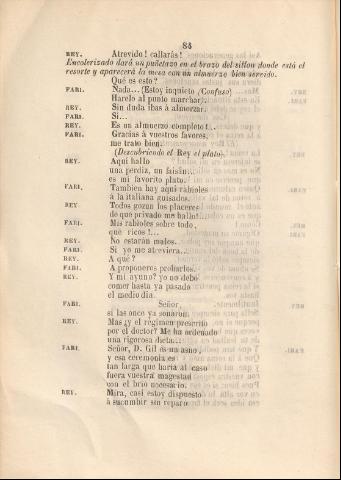 84
REY. Atrevido! callarás!
Encolerizado dará un puñetazo en el brazo del sillon donde está el
resorte y aparecerá la mesa con un almuerzo bien servido.
Qué es esto?
FARI. Nada... (Estoy inquieto (Confuso)
Harelo al punto marchar).
REY. Sin duda ibas à almorzar.
FARI. Si...
REY. Es un almuerzo completo!...
FARI. Gracias á vuestros favores,
me trato bien.
(Descubriendo el Rey el plato).
REY. Aqui hallo
una perdiz, un faisan...
es mi favorito plato.
FARI. Tambien hay aqui rabioles
à la italiana guisados.
REY. Todos gozan los placeres
de que privado me hallo!...
FARI. Mis rabioles sobre todo,
qué ricos!...
REY. No estarán malos...
FARI. Si yo me atreviera...
REY. A qué?
FARI. A proponeros probarlos.
REY. Y mi ayuno? yo no debo
comer hasta ya pasado
el medio dia.
FARI. Señor,
si las once ya sonaron.
REY. Mas ¿y el régimen prescrito
por el doctor? Me ha ordenado
una rigorosa dieta...
FARI. Señor, D. Gil es un asno,
y esa ceremonia es
tan larga que haria al caso
fuera vuestra magestad
con el brio necesario.
REY. Mira, casi estoy dispuesto
à sucumbir sin reparo